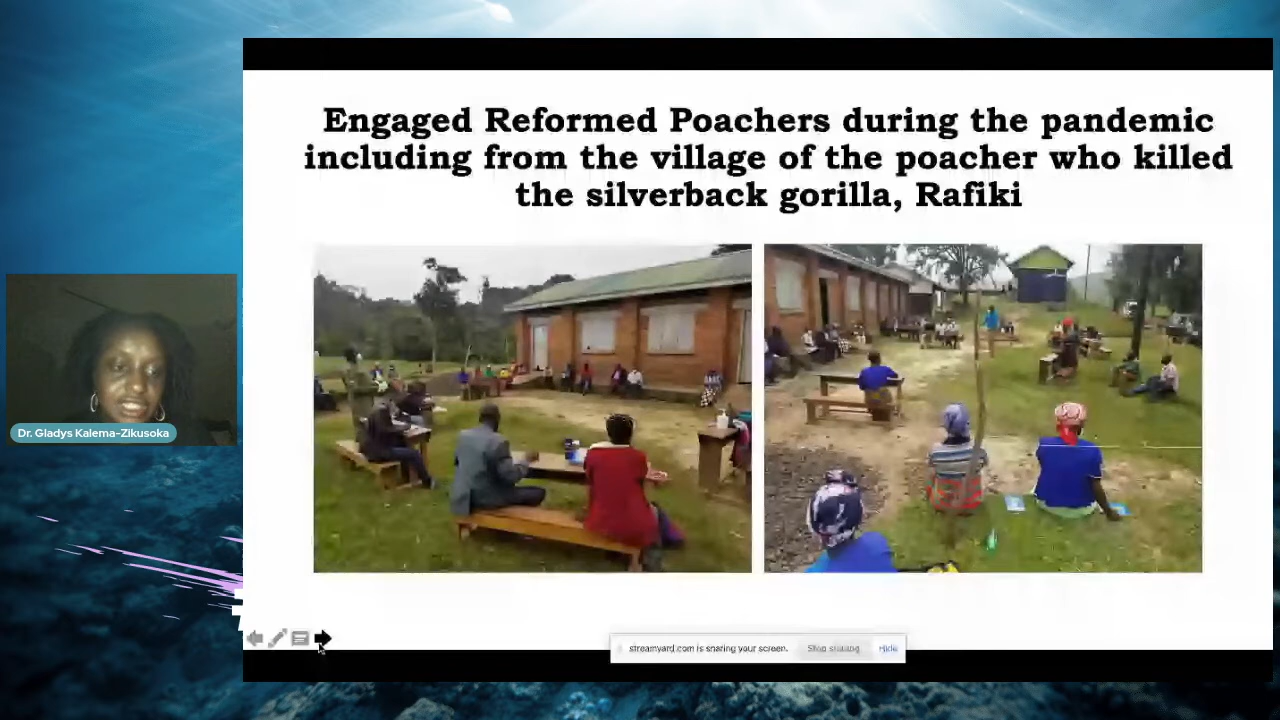 Engaged Reformed Poachers during the pandemic
including from the village of the poacher who killed
the silverback gorilla, Rafiki
Dr. Gladys Kalema-Zikusoka
streamyard.com is sharing your screen.
Stop sharing
Hide